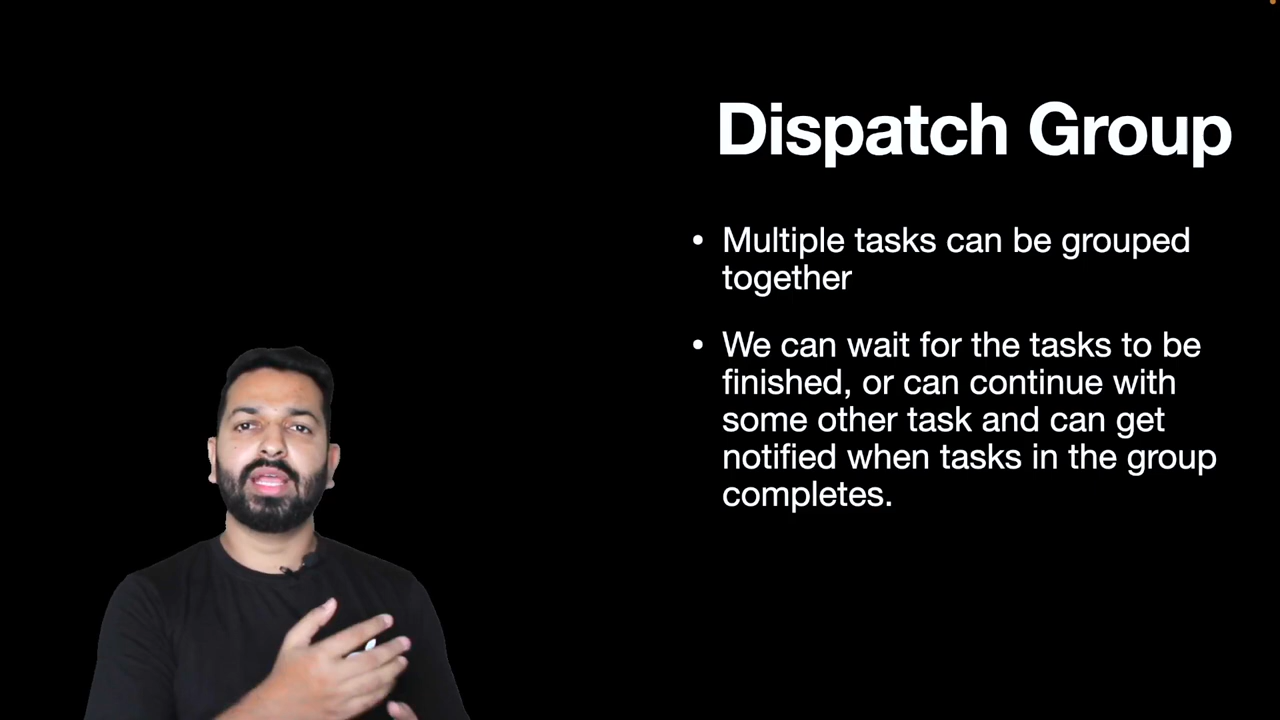 Dispatch Group
• Multiple tasks can be grouped
together
• We can wait for the tasks to be
finished, or can continue with
some other task and can get
notified when tasks in the group
completes.